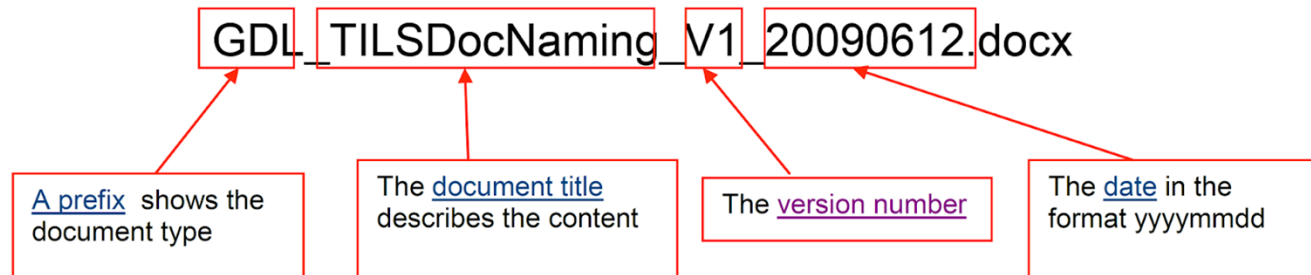 GDL_TILSDocNaming_V1_20090612.docx
A prefix  shows the
document type
The document title
describes the content
The version number
The date in the
format yyyymmdd